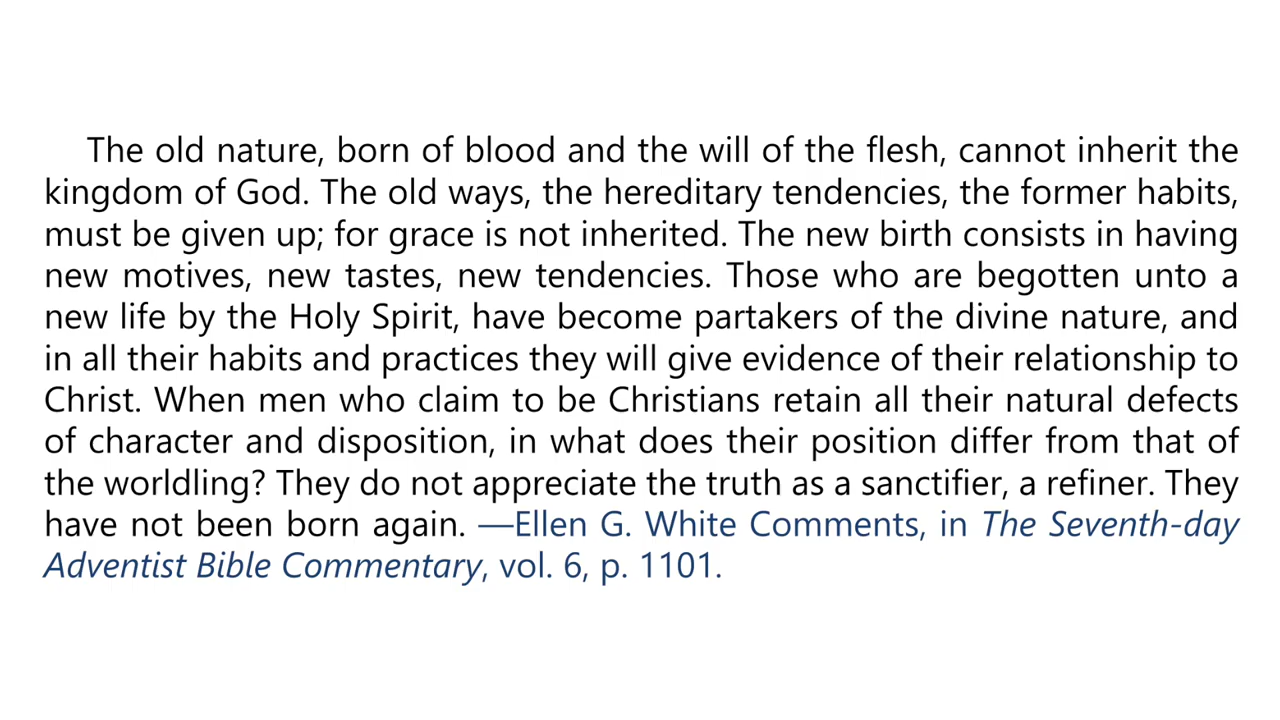 The old nature, born of blood and the will of the flesh, cannot inherit the
kingdom of God. The old ways, the hereditary tendencies, the former habits,
must be given up; for grace is not inherited. The new birth consists in having
new motives, new tastes, new tendencies. Those who are begotten unto a
new life by the Holy Spirit, have become partakers of the divine nature, and
in all their habits and practices they will give evidence of their relationship to
Christ. When men who claim to be Christians retain all their natural defects
of character and disposition, in what does their position differ from that of
the worldling? They do not appreciate the truth as a sanctifier, a refiner. They
have not been born again. —Ellen G. White Comments, in The Seventh-day
Adventist Bible Commentary, vol. 6, p. 1101.